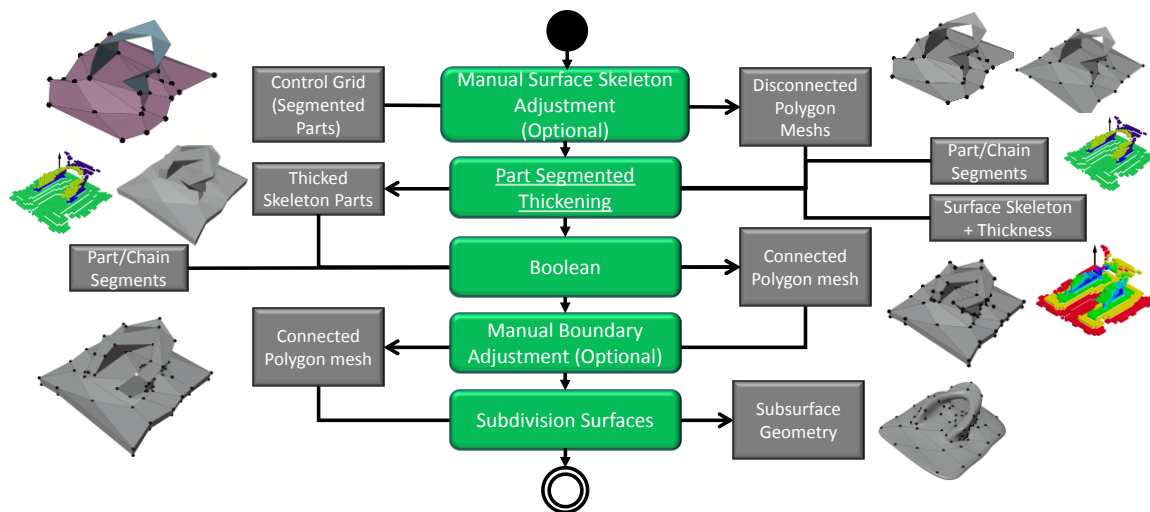 Control Grid
(Segmented
Parts)
Manual Surface Skeleton
Adjustment
(Optional)
Disconnected
Polygon
Meshs
Thicked
Skeleton Parts
Part Segmented
Thickening
Part/Chain
Segments
Surface Skeleton
+ Thickness
Part/Chain
Segments
Boolean
Connected
Polygon mesh
Connected
Polygon mesh
Manual Boundary
Adjustment (Optional)
Subdivision Surfaces
Subsurface
Geometry